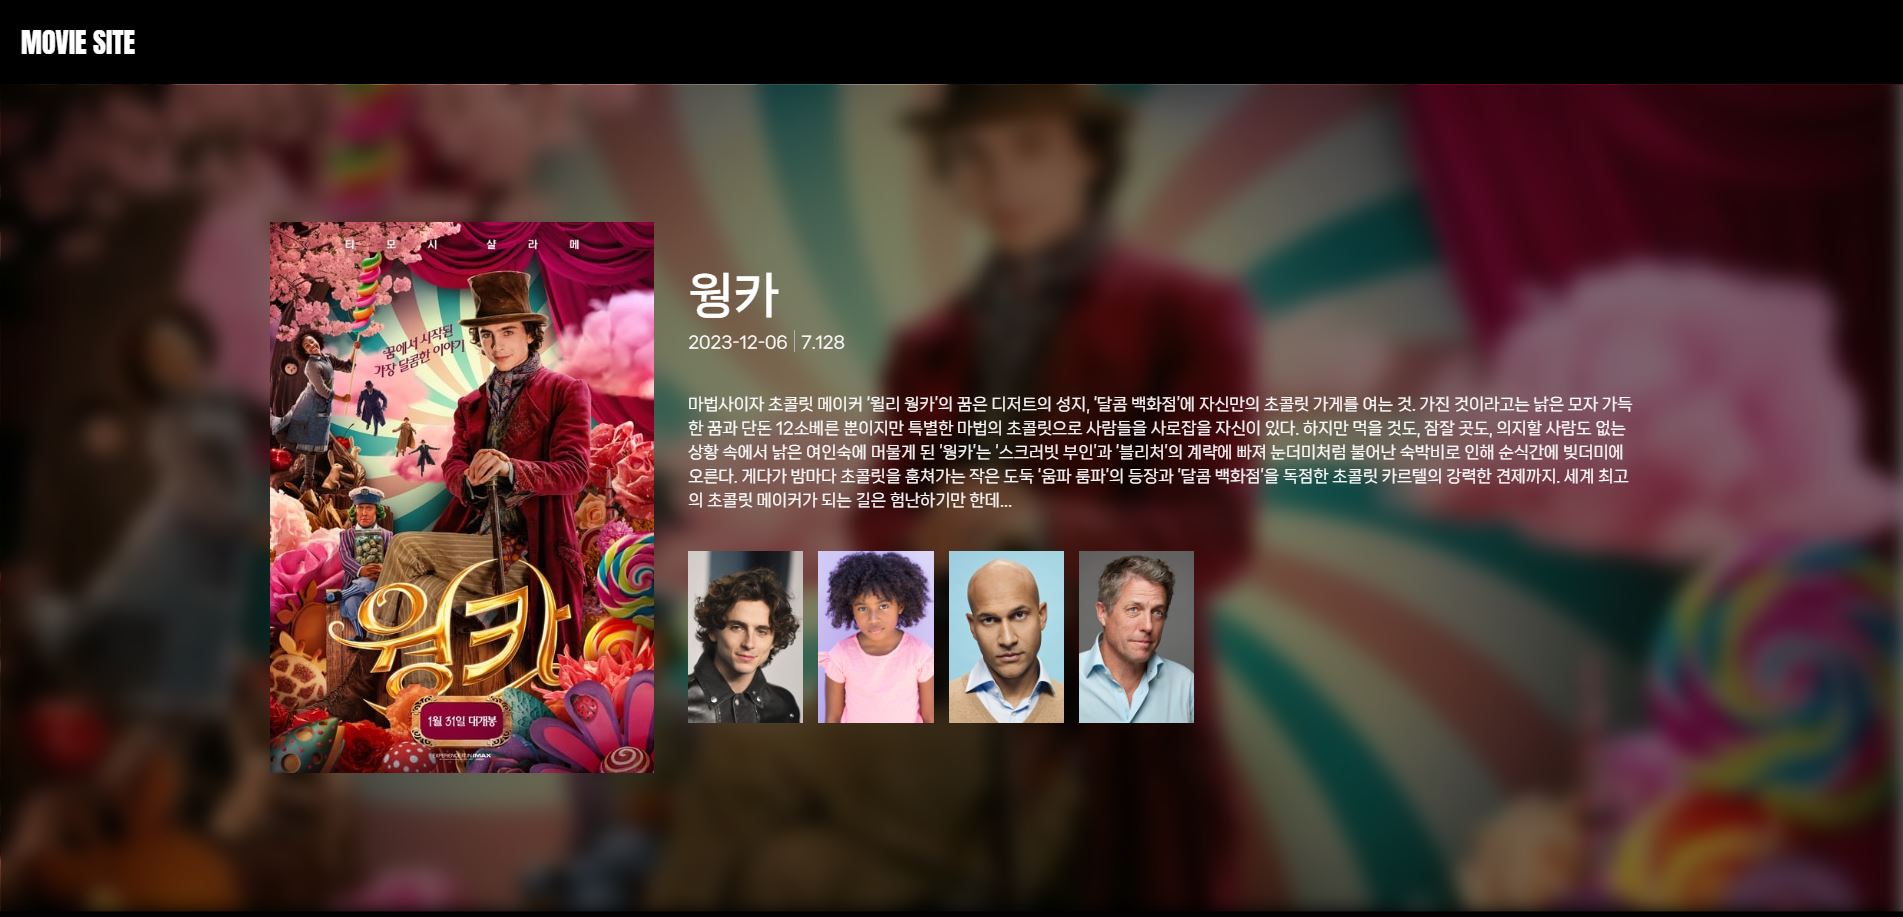 MOVIE SITE
티모시 샬라메
꿈에서 시작될
가장 달콤한 이야기
웡카
1월 31일 대개봉
EXPERIENCE IT IN IMAX
웡카
2023-12-06 | 7.128
마법사이자 초콜릿 메이커 '윌리 웡카'의 꿈은 디저트의 성지, '달콤 백화점'에 자신만의 초콜릿 가게를 여는 것. 가진 것이라고는 낡은 모자 가득
한 꿈과 단돈 12소베른 뿐이지만 특별한 마법의 초콜릿으로 사람들을 사로잡을 자신이 있다. 하지만 먹을 것도, 잠잘 곳도, 의지할 사람도 없는
상황 속에서 낡은 여인숙에 머물게 된 '웡카'는 '스크러빗 부인'과 '블리처'의 계략에 빠져 눈더미처럼 불어난 숙박비로 인해 순식간에 빚더미에
오른다. 게다가 밤마다 초콜릿을 훔쳐가는 작은 도둑 '움파 룸파'의 등장과 '달콤 백화점'을 독점한 초콜릿 카르텔의 강력한 견제까지. 세계 최고
의 초콜릿 메이커가 되는 길은 험난하기만 한데…